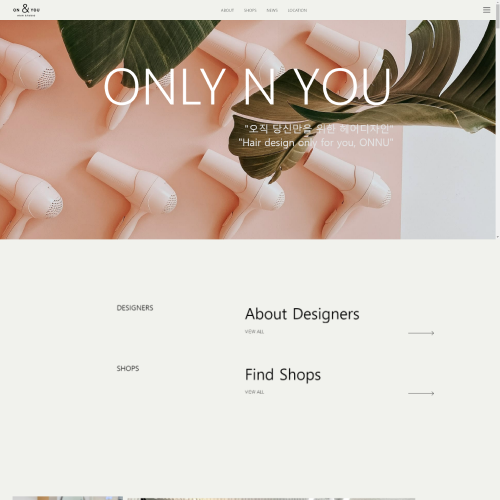 ON & YOU
ABOUT
SHOPS
NEWS
LOCATION
ONLY N YOU
"오직 당신만을 위한 헤어디자인"
"Hair design only for you, ONNU"
DESIGNERS
About Designers
VIEW ALL
SHOPS
Find Shops
VIEW ALL